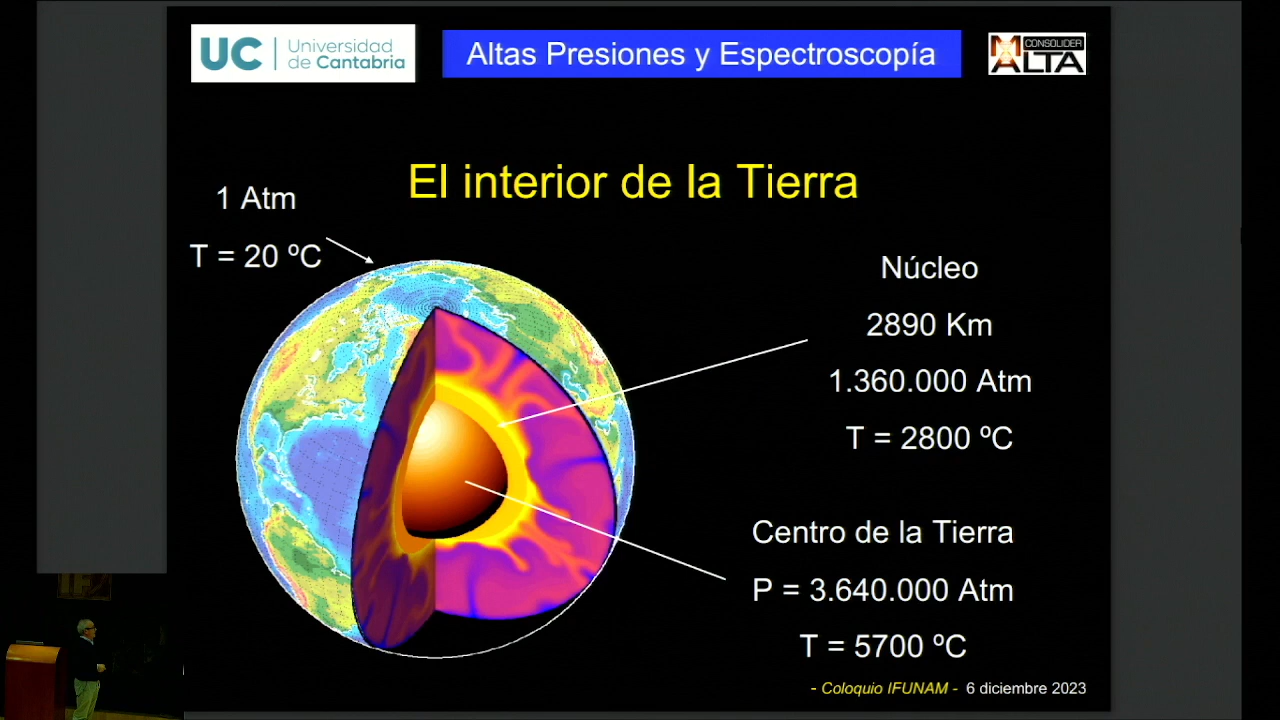 UC Universidad de Cantabria
Altas Presiones y Espectroscopía
CONSOLIDER
MALTA
El interior de la Tierra
1 Atm
T = 20 ºC
Núcleo
2890 Km
1.360.000 Atm
T = 2800 ºC
Centro de la Tierra
P = 3.640.000 Atm
T = 5700 ºC
- Coloquio IFUNAM - 6 diciembre 2023